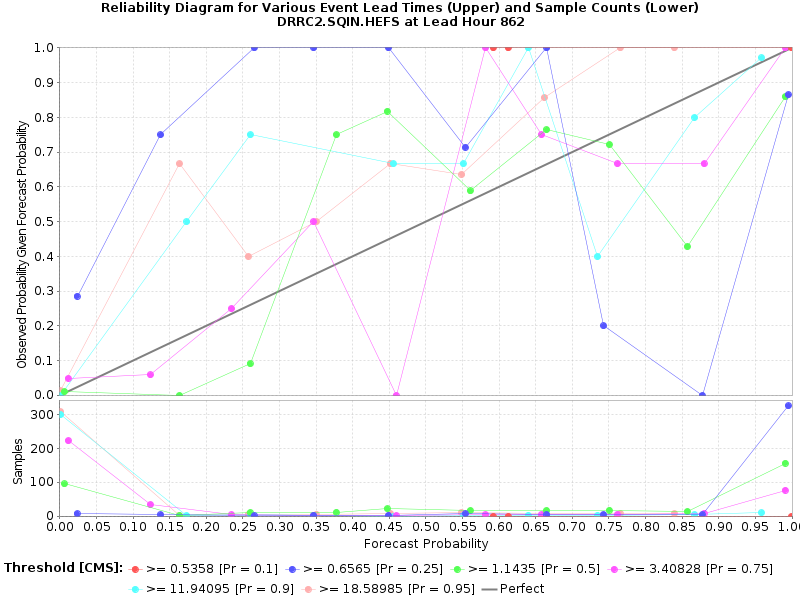 Reliability Diagram for Various Event Lead Times (Upper) and Sample Counts (Lower)
DRRC2.SQIN.HEFS at Lead Hour 862
Observed Probability Given Forecast Probability
1.0
0.9
0.8
0.7
0.6
0.5
0.4
0.3
0.2
0.1
0.0
Samples
300
200
100
0
0.00 0.05 0.10 0.15 0.20 0.25 0.30 0.35 0.40 0.45 0.50 0.55 0.60 0.65 0.70 0.75 0.80 0.85 0.90 0.95 1.0
Forecast Probability
Threshold [CMS]: >= 0.5358 [Pr = 0.1] >= 0.6565 [Pr = 0.25] >= 1.1435 [Pr = 0.5] >= 3.40828 [Pr = 0.75]
>= 11.94095 [Pr = 0.9] >= 18.58985 [Pr = 0.95] Perfect